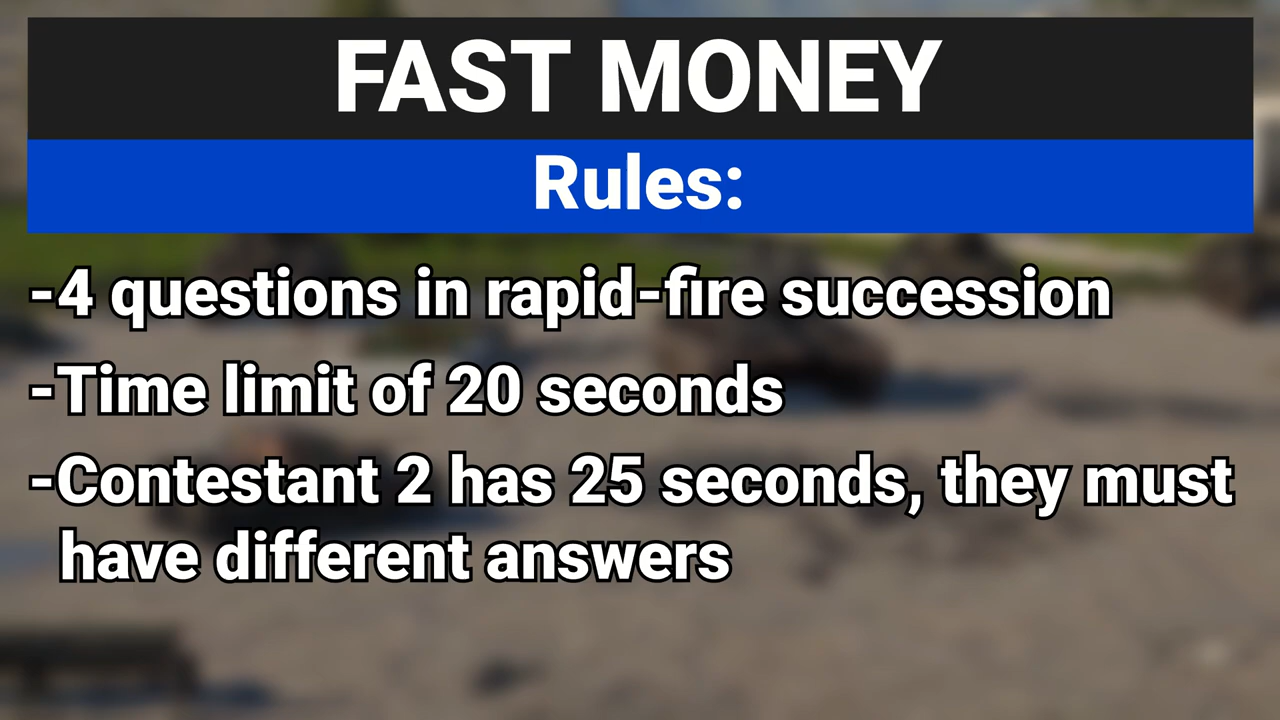 FAST MONEY
Rules:
-4 questions in rapid-fire succession
-Time limit of 20 seconds
-Contestant 2 has 25 seconds, they must
have different answers